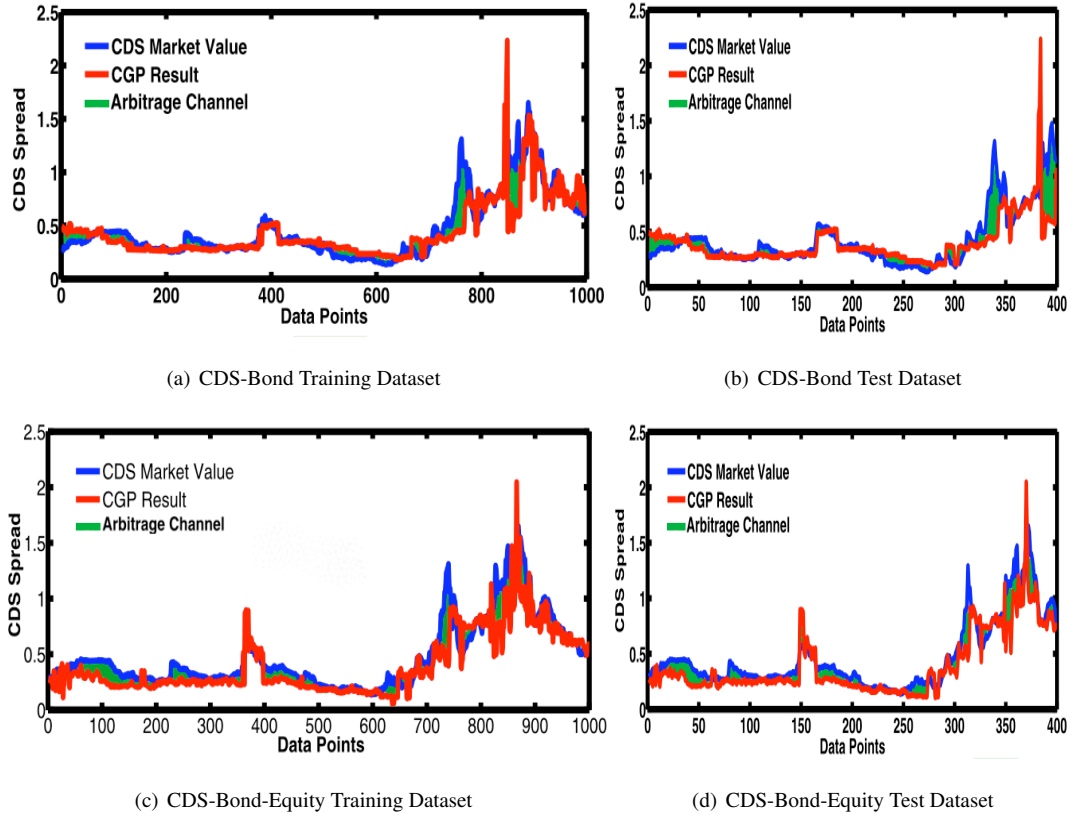 2.5
2
1.5
1
0.5
0
CDS Spread
CDS Market Value
CGP Result
Arbitrage Channel
0 200 400 600 800 1000
Data Points
(a) CDS-Bond Training Dataset
2.5
2
1.5
1
0.5
0
CDS Spread
CDS Market Value
CGP Result
Arbitrage Channel
0 50 100 150 200 250 300 350 400
Data Points
(b) CDS-Bond Test Dataset
2.5
2
1.5
1
0.5
0
CDS Spread
CDS Market Value
CGP Result
Arbitrage Channel
0 100 200 300 400 500 600 700 800 900 1000
Data Points
(c) CDS-Bond-Equity Training Dataset
2.5
2
1.5
1
0.5
0
CDS Spread
CDS Market Value
CGP Result
Arbitrage Channel
0 50 100 150 200 250 300 350 400
Data Points
(d) CDS-Bond-Equity Test Dataset